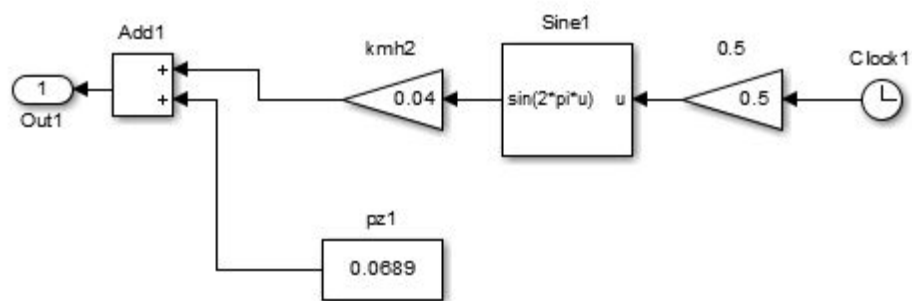 Add1
kmh2
Sine1
0.5
Clock1
1
+
+
0.04
sin(2*pi*u) u
0.5
Out1
pz1
0.0689